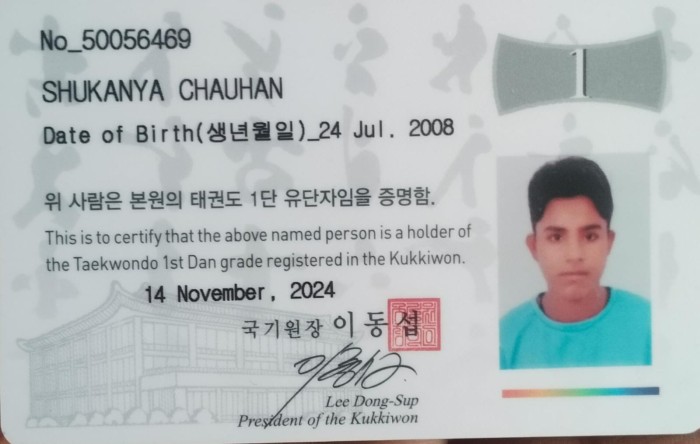 No_50056469
1
SHUKANYA CHAUHAN
Date of Birth(생년월일)_24 Jul. 2008
위 사람은 본원의 태권도 1단 유단자임을 증명함.
This is to certify that the above named person is a holder of
the Taekwondo 1st Dan grade registered in the Kukkiwon.
14 November, 2024
국기원장 이 동 섭
Lee Dong-Sup
President of the Kukkiwon